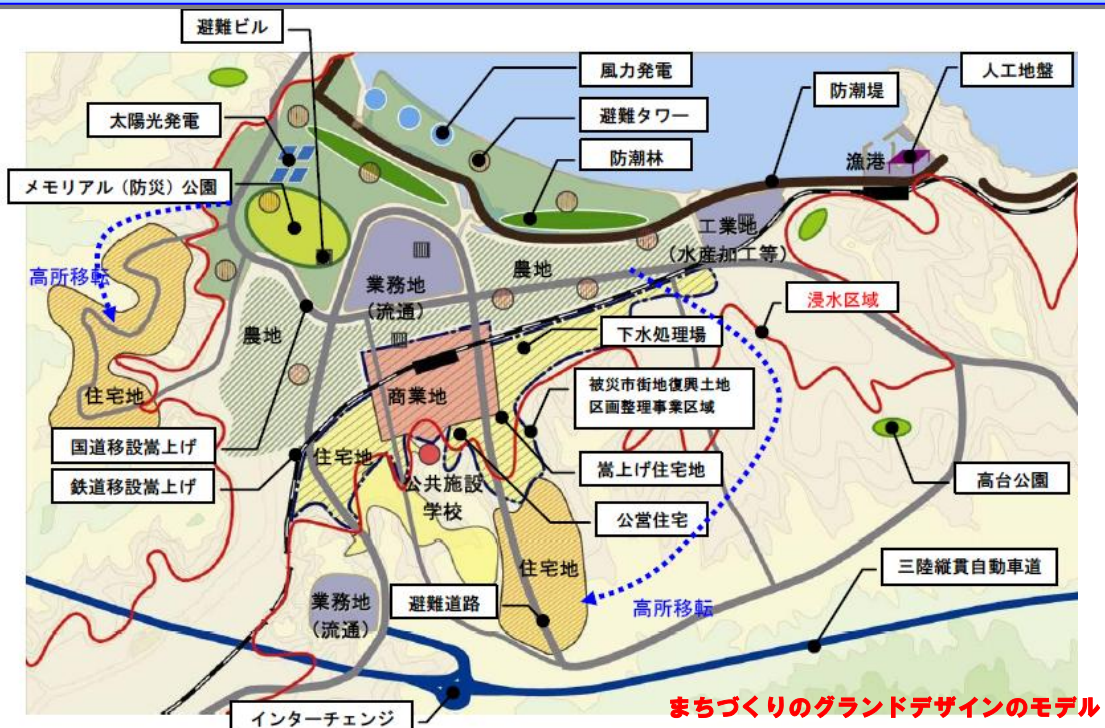 避難ビル
風力発電
人工地盤
防潮堤
太陽光発電
避難タワー
防潮林
漁港
メモリアル（防災）公園
工業地
（水産加工等）
高所移転
業務地
（流通）
農地
浸水区域
農地
下水処理場
住宅地
商業地
被災市街地復興土地
区画整理事業区域
国道移設嵩上げ
住宅地
嵩上げ住宅地
高台公園
鉄道移設嵩上げ
公共施設
学校
公営住宅
住宅地
三陸縦貫自動車道
業務地
（流通）
避難道路
高所移転
インターチェンジ
まちづくりのグランドデザインのモデル